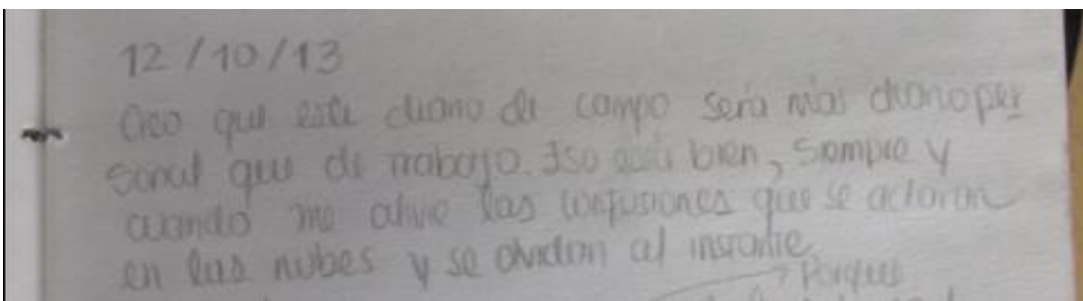 12/10/13
Creo que este diario de campo será más diario per
sonal que de trabajo. Eso está bien, siempre y
cuando me alivie las confusiones que se aclaran
en las nubes y se olvidan al instante
Porque